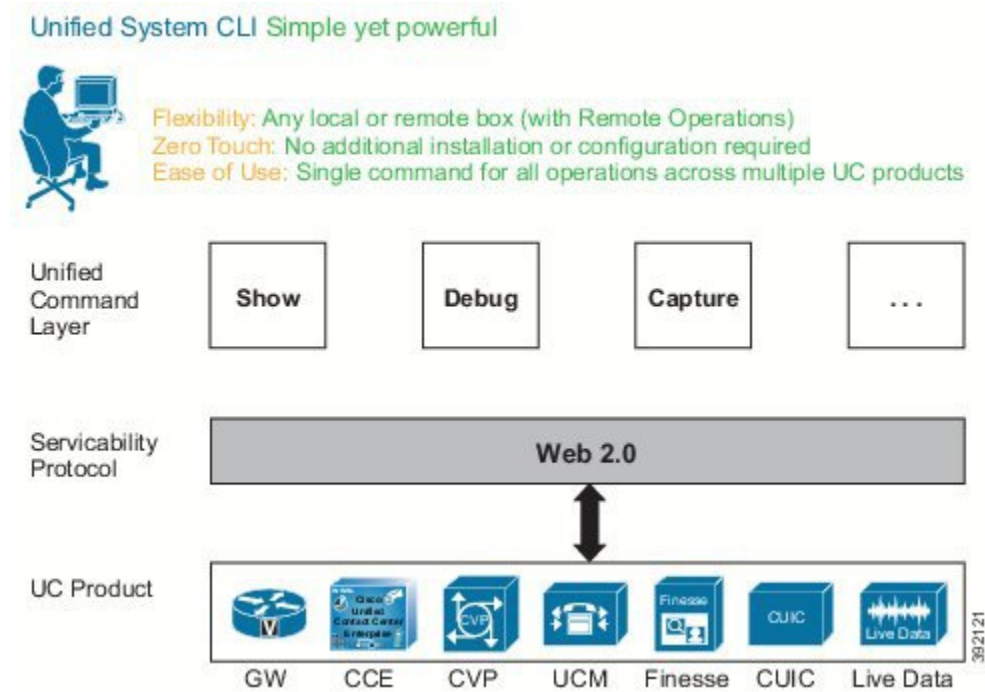 Unified System CLI Simple yet powerful
Flexibility: Any local or remote box (with Remote Operations)
Zero Touch: No additional installation or configuration required
Ease of Use: Single command for all operations across multiple UC products
Unified
Command
Layer
Show
Debug
Capture
. . .
Servicability
Protocol
Web 2.0
UC Product
V
Cisco
Unified
Contact Center
Enterprise
CVP
Finesse
CUIC
Live Data
GW
CCE
CVP
UCM
Finesse
CUIC
Live Data
392121